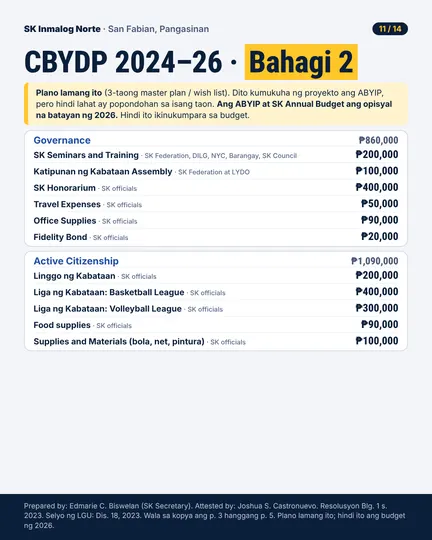 SK Inmalog Norte · San Fabian, Pangasinan
11 / 14
CBYDP 2024–26 · Bahagi 2
Plano lamang ito (3-taong master plan / wish list). Dito kumukuha ng proyekto ang ABYIP,
pero hindi lahat ay popondohan sa isang taon. Ang ABYIP at SK Annual Budget ang opisyal
na batayan ng 2026. Hindi ito ikinukumpara sa budget.
Governance ₱860,000
SK Seminars and Training · SK Federation, DILG, NYC, Barangay, SK Council ₱200,000
Katipunan ng Kabataan Assembly · SK Federation at LYDO ₱100,000
SK Honorarium · SK officials ₱400,000
Travel Expenses · SK officials ₱50,000
Office Supplies · SK officials ₱90,000
Fidelity Bond · SK officials ₱20,000
Active Citizenship ₱1,090,000
Linggo ng Kabataan · SK officials ₱200,000
Liga ng Kabataan: Basketball League · SK officials ₱400,000
Liga ng Kabataan: Volleyball League · SK officials ₱300,000
Food supplies · SK officials ₱90,000
Supplies and Materials (bola, net, pintura) · SK officials ₱100,000
Prepared by: Edmarie C. Biswelan (SK Secretary). Attested by: Joshua S. Castronuevo. Resolusyon Blg. 1 s.
2023. Selyo ng LGU: Dis. 18, 2023. Wala sa kopya ang p. 3 hanggang p. 5. Plano lamang ito; hindi ito ang budget
ng 2026.